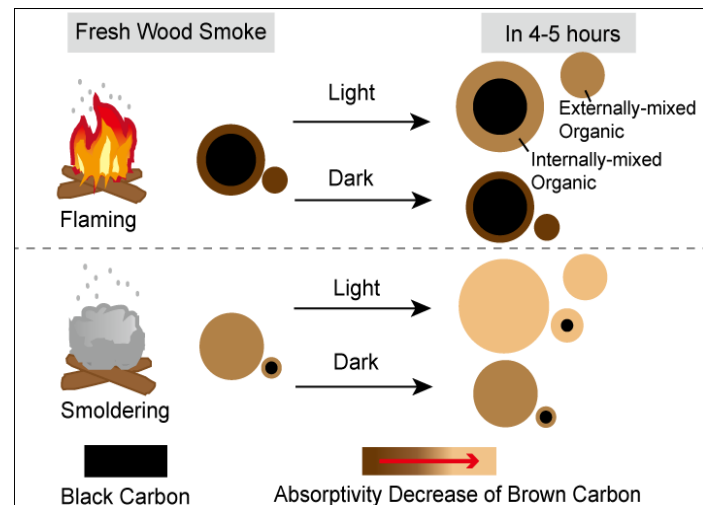 Fresh Wood Smoke
In 4-5 hours
Light
Externally-mixed
Organic
Internally-mixed
Organic
Dark
Flaming
Light
Dark
Smoldering
Black Carbon
Absorptivity Decrease of Brown Carbon